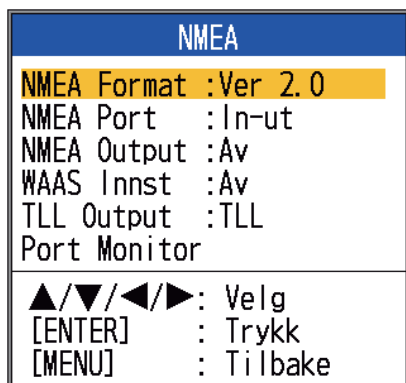 NMEA
NMEA Format :Ver 2.0
NMEA Port :In-ut
NMEA Output :Av
WAAS Innst :Av
TLL Output :TLL
Port Monitor
▲/▼/◀/▶: Velg
[ENTER] : Trykk
[MENU] : Tilbake